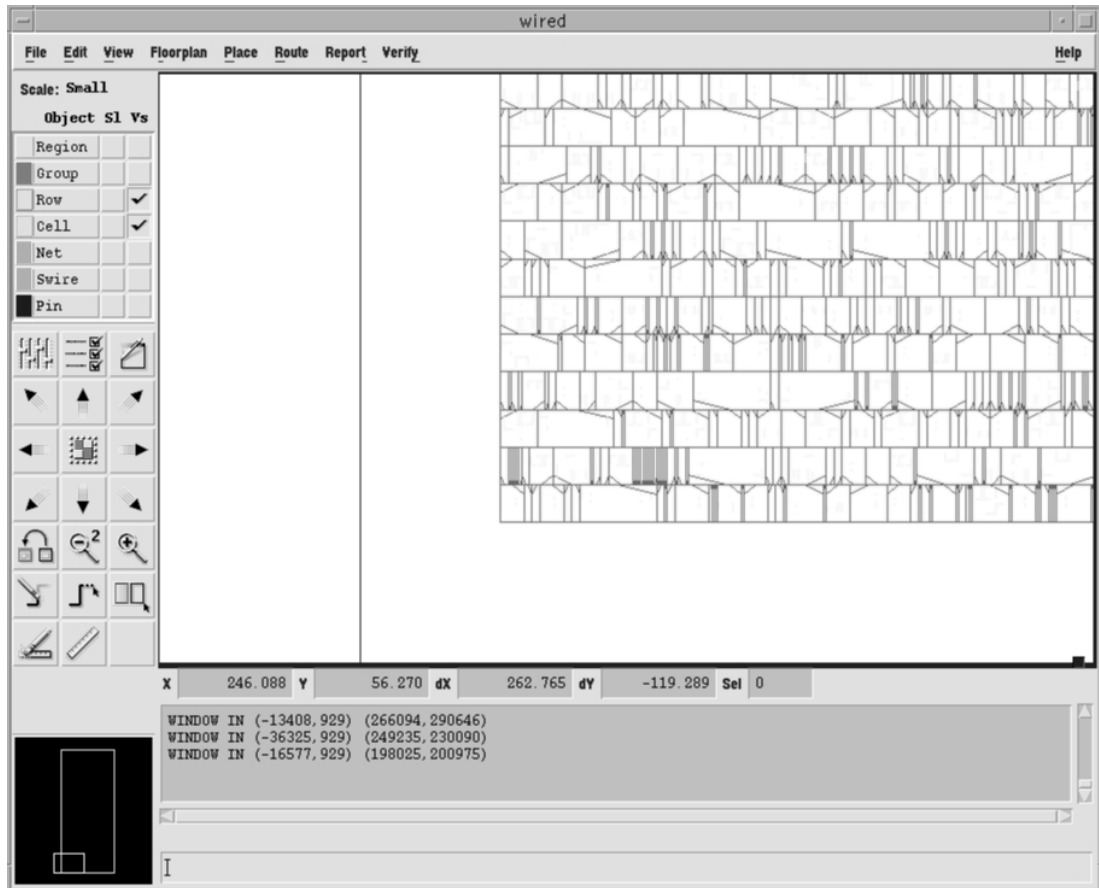 wired
File Edit View Floorplan Place Route Report Verify Help
Scale: Small
Object Sl Vs
Region
Group
Row
Cell
Net
Swire
Pin
2
X 246.088 Y 56.270 dX 262.765 dY -119.289 Sel 0
WINDOW IN (-13408,929) (266094,290646)
WINDOW IN (-36325,929) (249235,230090)
WINDOW IN (-16577,929) (198025,200975)